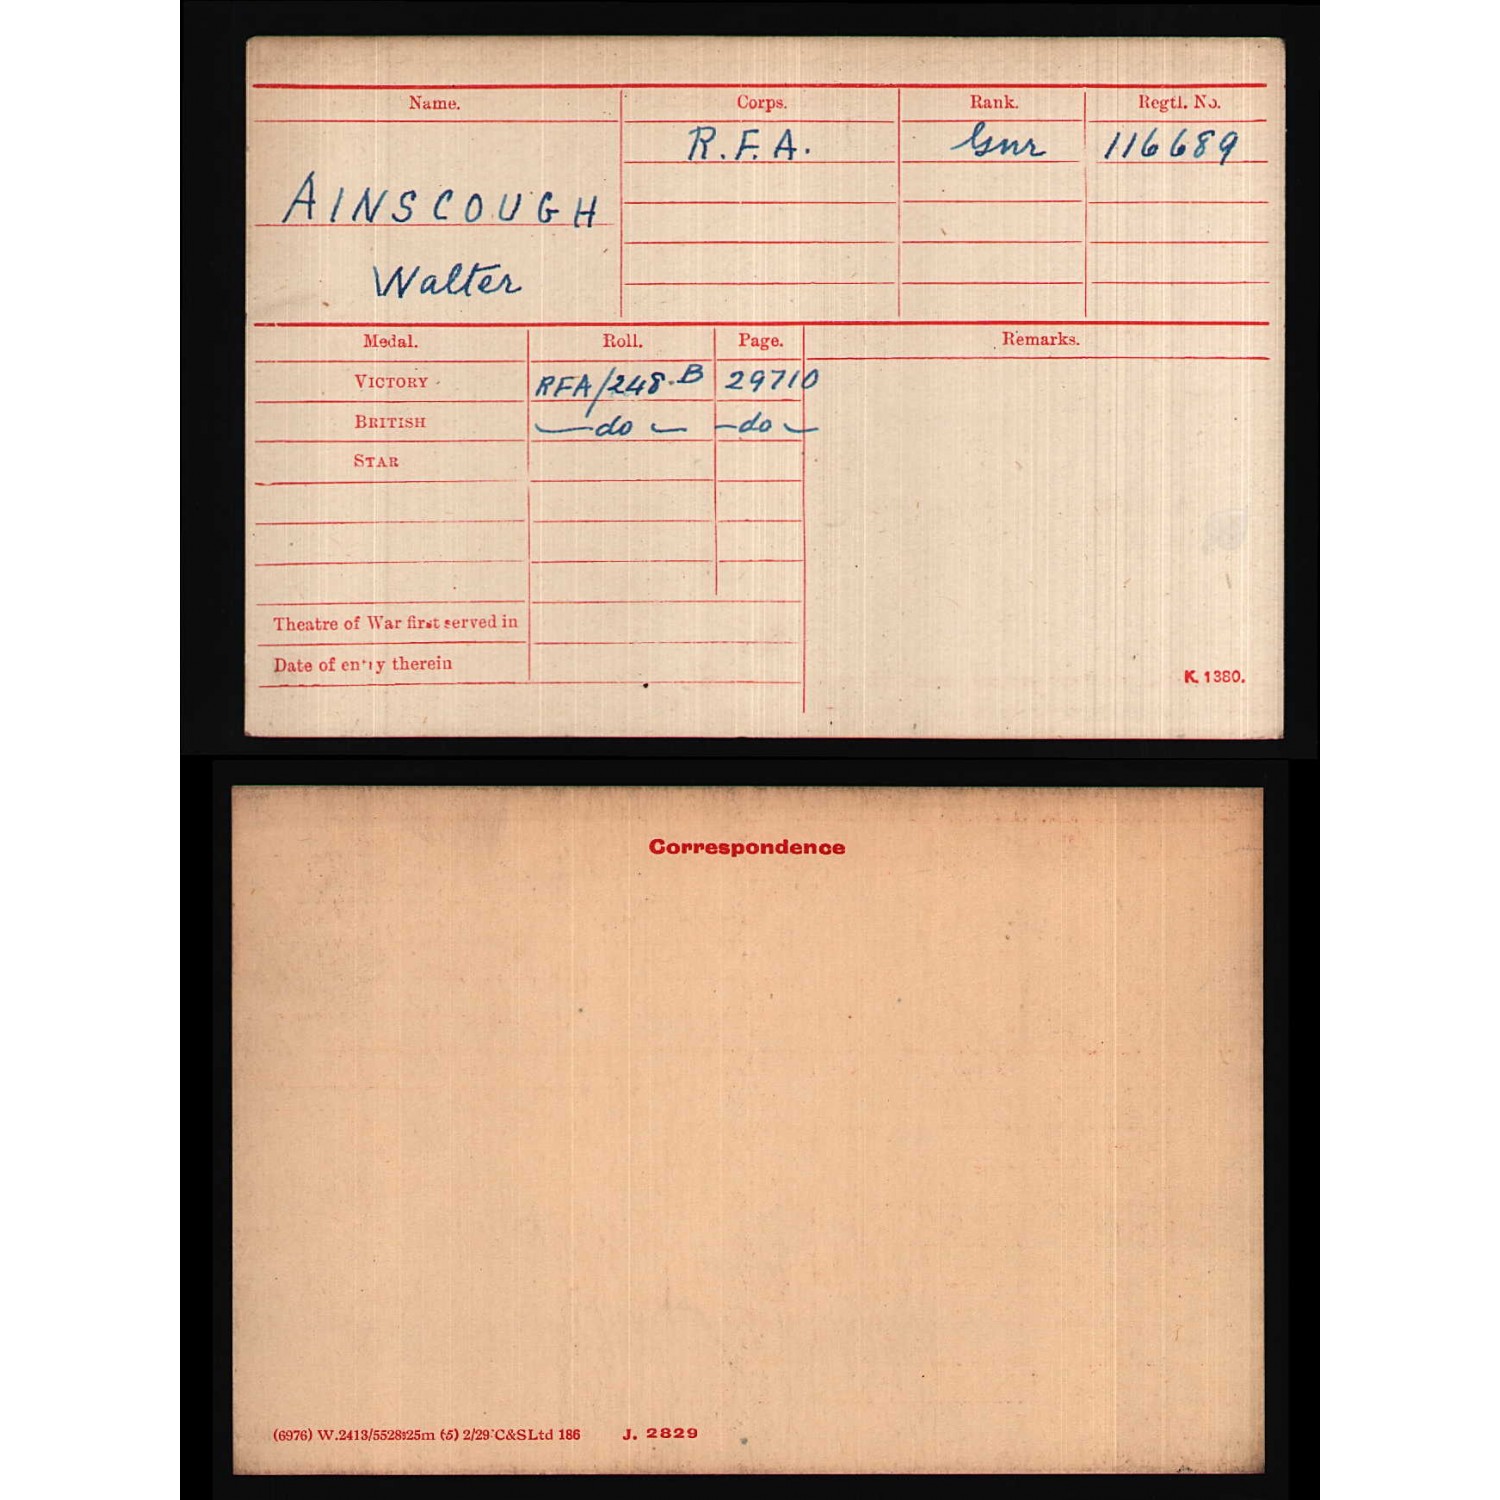 Name. Corps. Rank. Regtl. No.
R.F.A. Gnr 116689
AINSCOUGH
Walter
Medal. Roll. Page. Remarks.
VICTORY RFA/248.B 29710
BRITISH — do — — do —
STAR
Theatre of War first served in
Date of entry therein
K. 1380.
Correspondence
(6976) W.2413/5528 25m (5) 2/29 C&SLtd 186 J. 2829